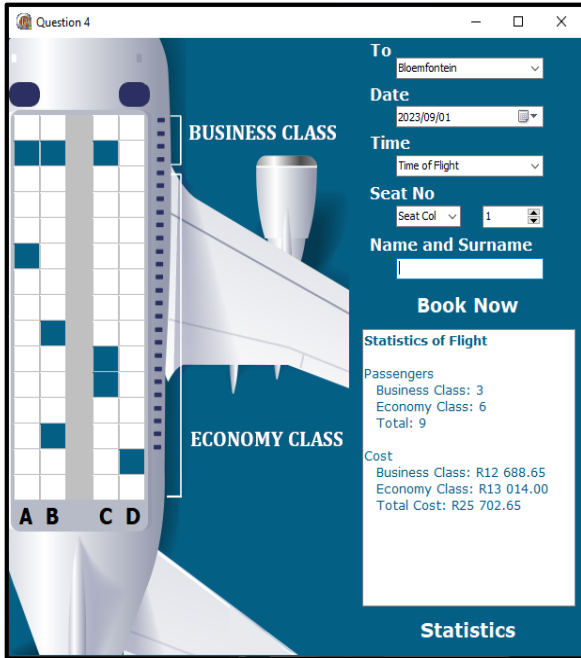 Question 4
BUSINESS CLASS
ECONOMY CLASS
A B C D
To
Bloemfontein
Date
2023/09/01
Time
Time of Flight
Seat No
Seat Col 1
Name and Surname
Book Now
Statistics of Flight
Passengers
Business Class: 3
Economy Class: 6
Total: 9
Cost
Business Class: R12 688.65
Economy Class: R13 014.00
Total Cost: R25 702.65
Statistics